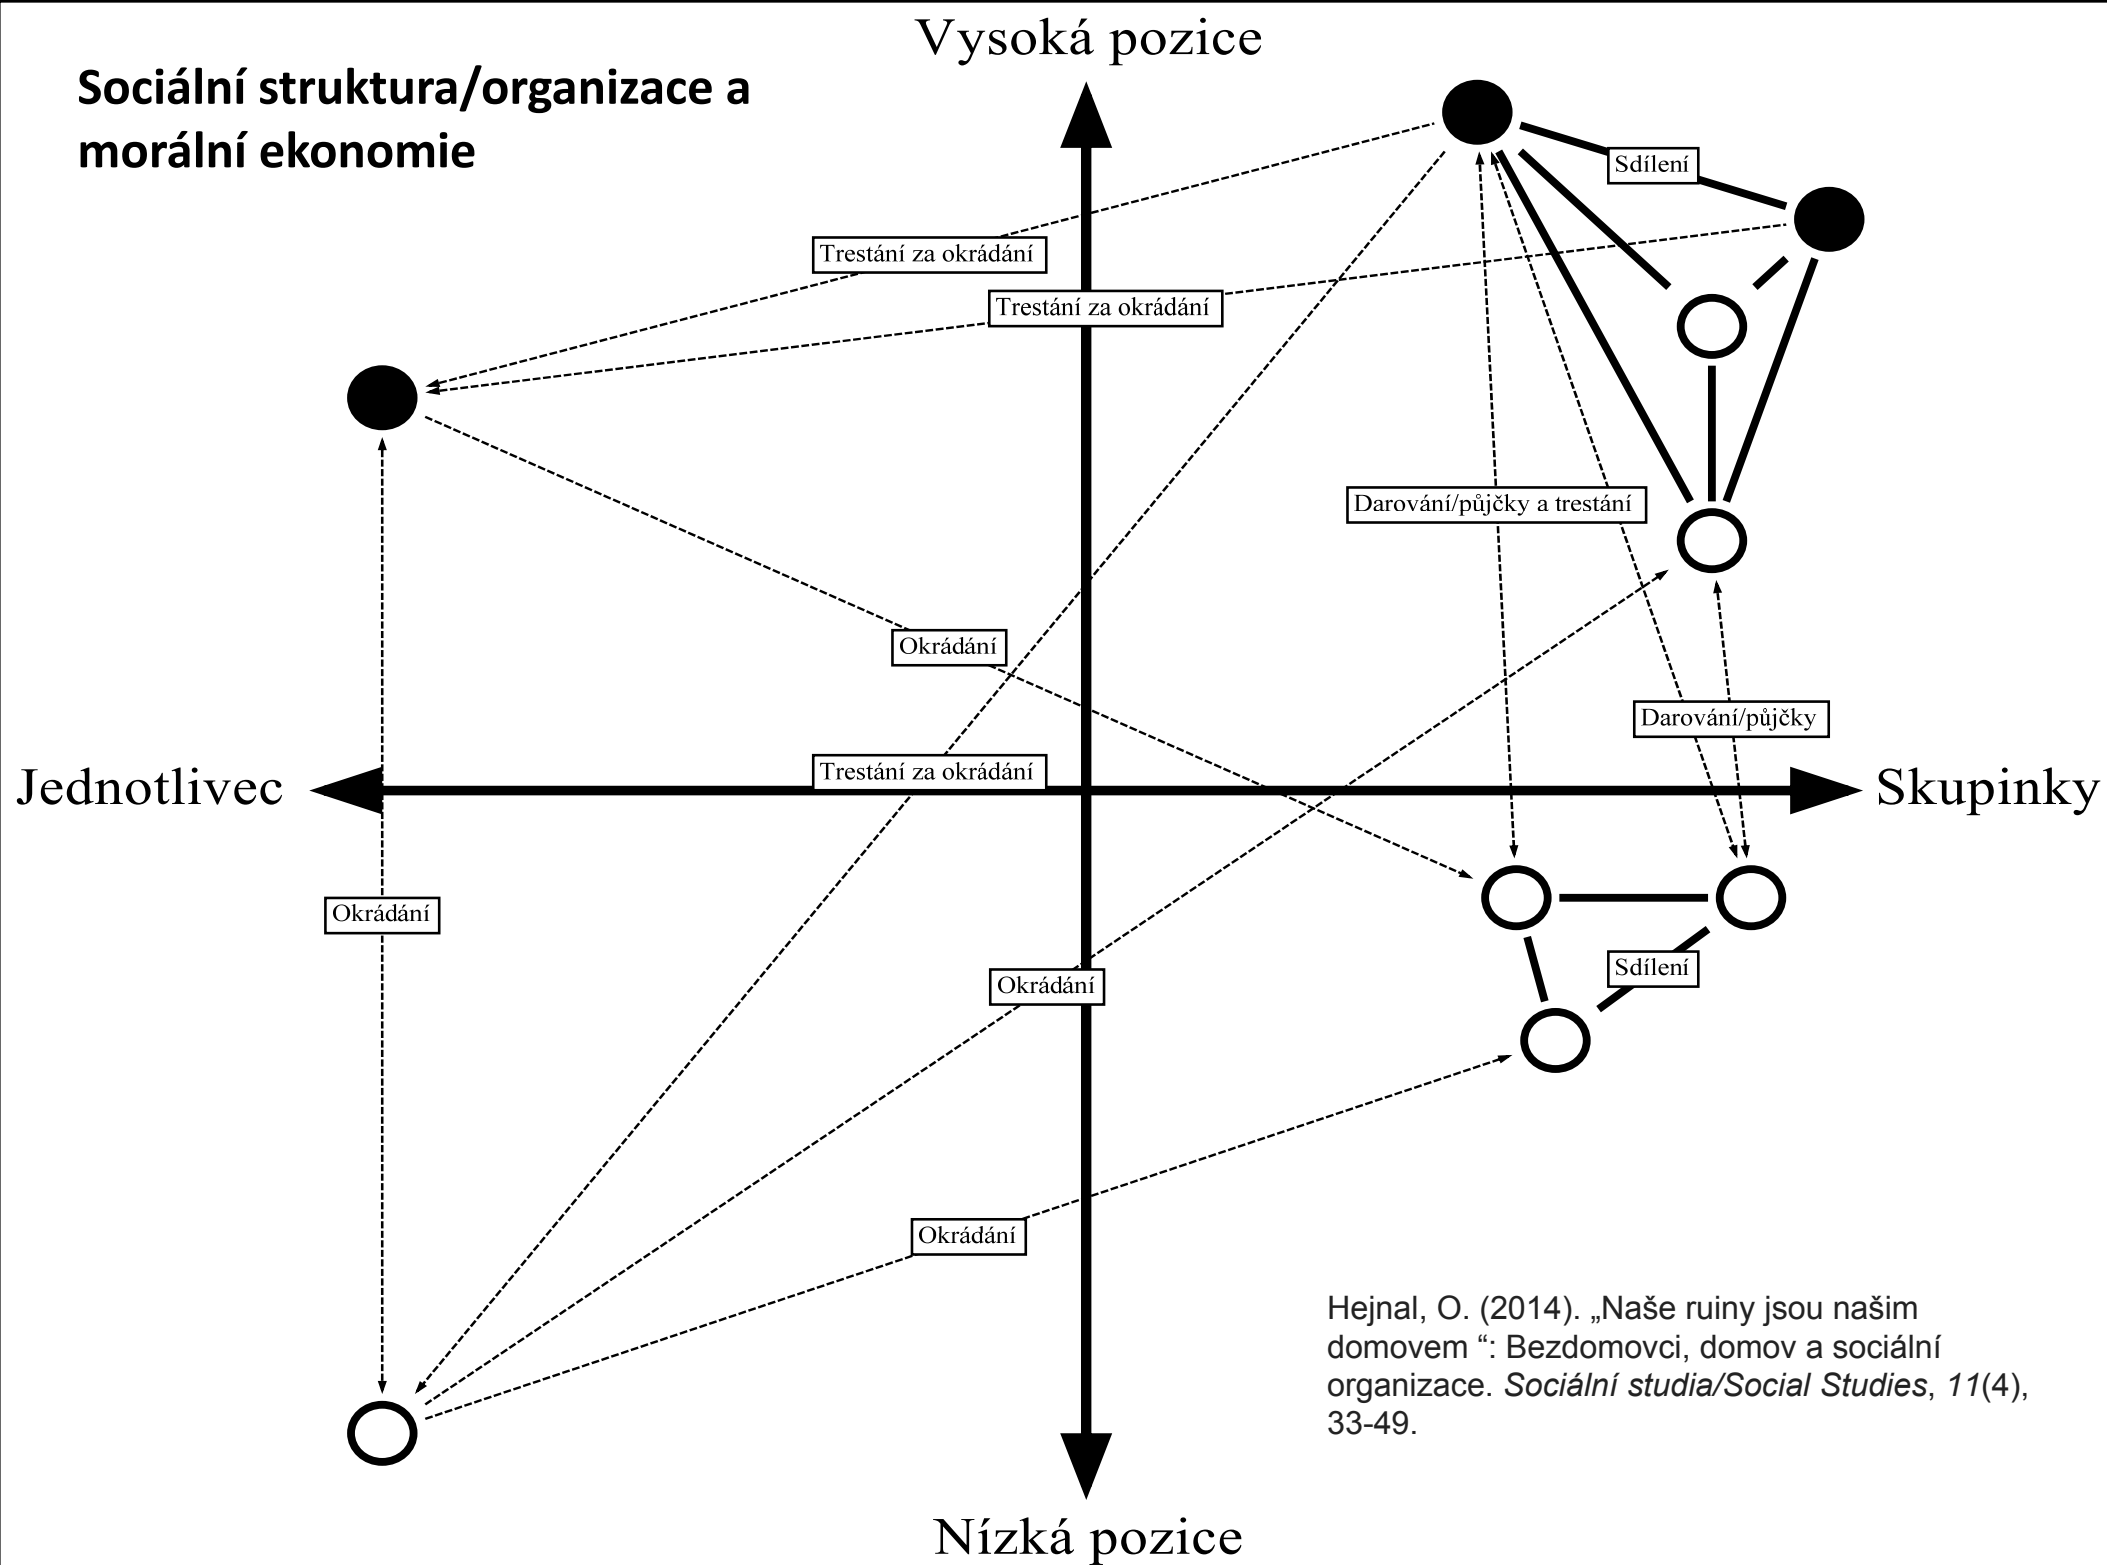 Vysoká pozice
Sociální struktura/organizace a
morální ekonomie
Sdílení
Trestání za okrádání
Trestání za okrádání
Darování/půjčky a trestání
Okrádání
Darování/půjčky
Trestání za okrádání
Jednotlivec
Skupinky
Okrádání
Sdílení
Okrádání
Okrádání
Hejnal, O. (2014). „Naše ruiny jsou našim
domovem “: Bezdomovci, domov a sociální
organizace. Sociální studia/Social Studies, 11(4),
33-49.
Nízká pozice